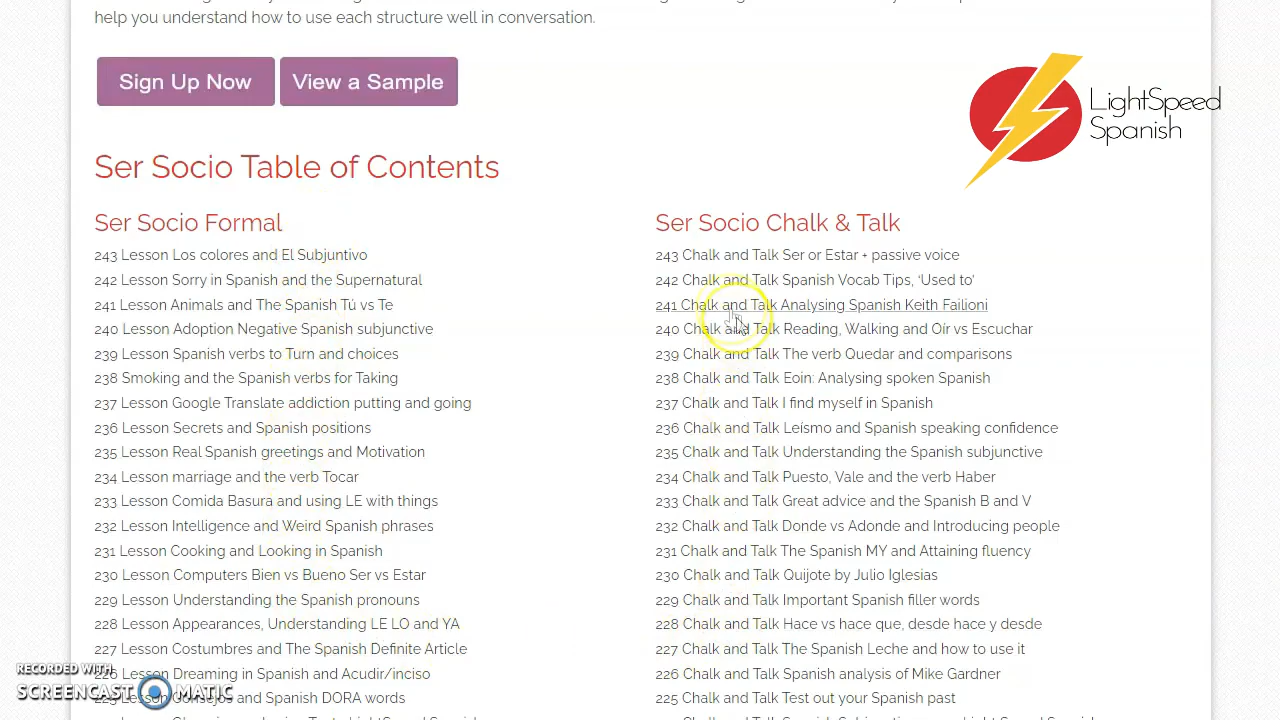 help you understand how to use each structure well in conversation.
Sign Up Now
View a Sample
LightSpeed
Spanish
Ser Socio Table of Contents
Ser Socio Formal
243 Lesson Los colores and El Subjuntivo
242 Lesson Sorry in Spanish and the Supernatural
241 Lesson Animals and The Spanish Tú vs Te
240 Lesson Adoption Negative Spanish subjunctive
239 Lesson Spanish verbs to Turn and choices
238 Smoking and the Spanish verbs for Taking
237 Lesson Google Translate addiction putting and going
236 Lesson Secrets and Spanish positions
235 Lesson Real Spanish greetings and Motivation
234 Lesson marriage and the verb Tocar
233 Lesson Comida Basura and using LE with things
232 Lesson Intelligence and Weird Spanish phrases
231 Lesson Cooking and Looking in Spanish
230 Lesson Computers Bien vs Bueno Ser vs Estar
229 Lesson Understanding the Spanish pronouns
228 Lesson Appearances, Understanding LE LO and YA
227 Lesson Costumbres and The Spanish Definite Article
226 Lesson Dreaming in Spanish and Acudir/inciso
225 Lesson Consejos and Spanish DORA words
Ser Socio Chalk & Talk
243 Chalk and Talk Ser or Estar + passive voice
242 Chalk and Talk Spanish Vocab Tips, ‘Used to’
241 Chalk and Talk Analysing Spanish Keith Failioni
240 Chalk and Talk Reading, Walking and Oír vs Escuchar
239 Chalk and Talk The verb Quedar and comparisons
238 Chalk and Talk Eoin: Analysing spoken Spanish
237 Chalk and Talk I find myself in Spanish
236 Chalk and Talk Leísmo and Spanish speaking confidence
235 Chalk and Talk Understanding the Spanish subjunctive
234 Chalk and Talk Puesto, Vale and the verb Haber
233 Chalk and Talk Great advice and the Spanish B and V
232 Chalk and Talk Donde vs Adonde and Introducing people
231 Chalk and Talk The Spanish MY and Attaining fluency
230 Chalk and Talk Quijote by Julio Iglesias
229 Chalk and Talk Important Spanish filler words
228 Chalk and Talk Hace vs hace que, desde hace y desde
227 Chalk and Talk The Spanish Leche and how to use it
226 Chalk and Talk Spanish analysis of Mike Gardner
225 Chalk and Talk Test out your Spanish past
RECORDED WITH
SCREENCAST MATIC